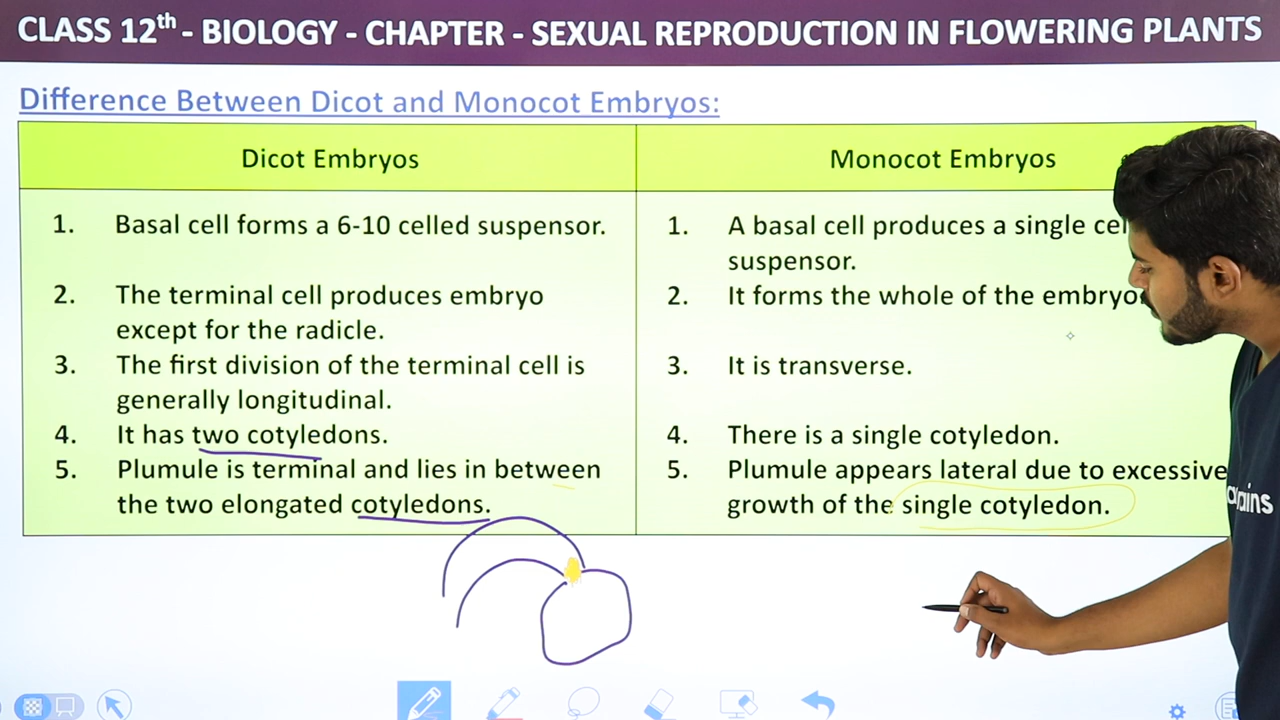 CLASS 12th - BIOLOGY - CHAPTER - SEXUAL REPRODUCTION IN FLOWERING PLANTS
Difference Between Dicot and Monocot Embryos:
Dicot Embryos
1. Basal cell forms a 6-10 celled suspensor.
2. The terminal cell produces embryo
except for the radicle.
3. The first division of the terminal cell is
generally longitudinal.
4. It has two cotyledons.
5. Plumule is terminal and lies in between
the two elongated cotyledons.
Monocot Embryos
1. A basal cell produces a single
suspensor.
2. It forms the whole of the
3. It is transverse.
4. There is a single cotyledon.
5. Plumule appears lateral due to excessive
growth of the single cotyledon.